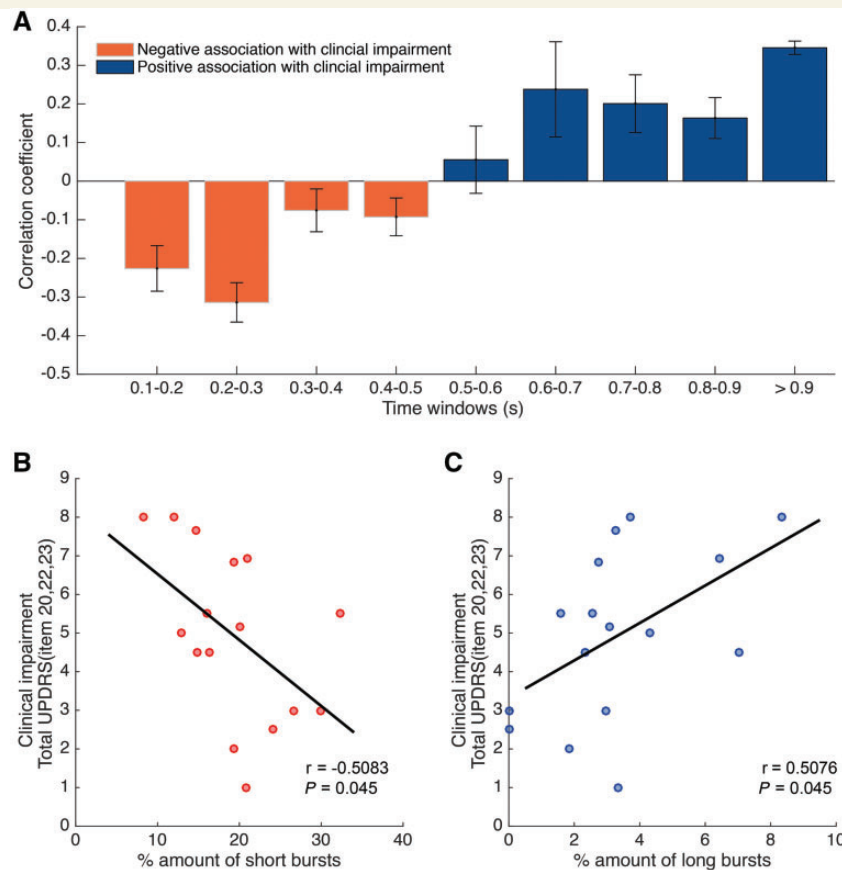 A
Negative association with clincial impairment
Positive association with clincial impairment
Correlation coefficient
0.4
0.3
0.2
0.1
0
-0.1
-0.2
-0.3
-0.4
-0.5
0.1-0.2 0.2-0.3 0.3-0.4 0.4-0.5 0.5-0.6 0.6-0.7 0.7-0.8 0.8-0.9 > 0.9
Time windows (s)
B
Clinical impairment
Total UPDRS(item 20,22,23)
9
8
7
6
5
4
3
2
1
0
r = -0.5083
P = 0.045
0 10 20 30 40
% amount of short bursts
C
Clinical impairment
Total UPDRS(item 20,22,23)
9
8
7
6
5
4
3
2
1
0
r = 0.5076
P = 0.045
0 2 4 6 8 10
% amount of long bursts